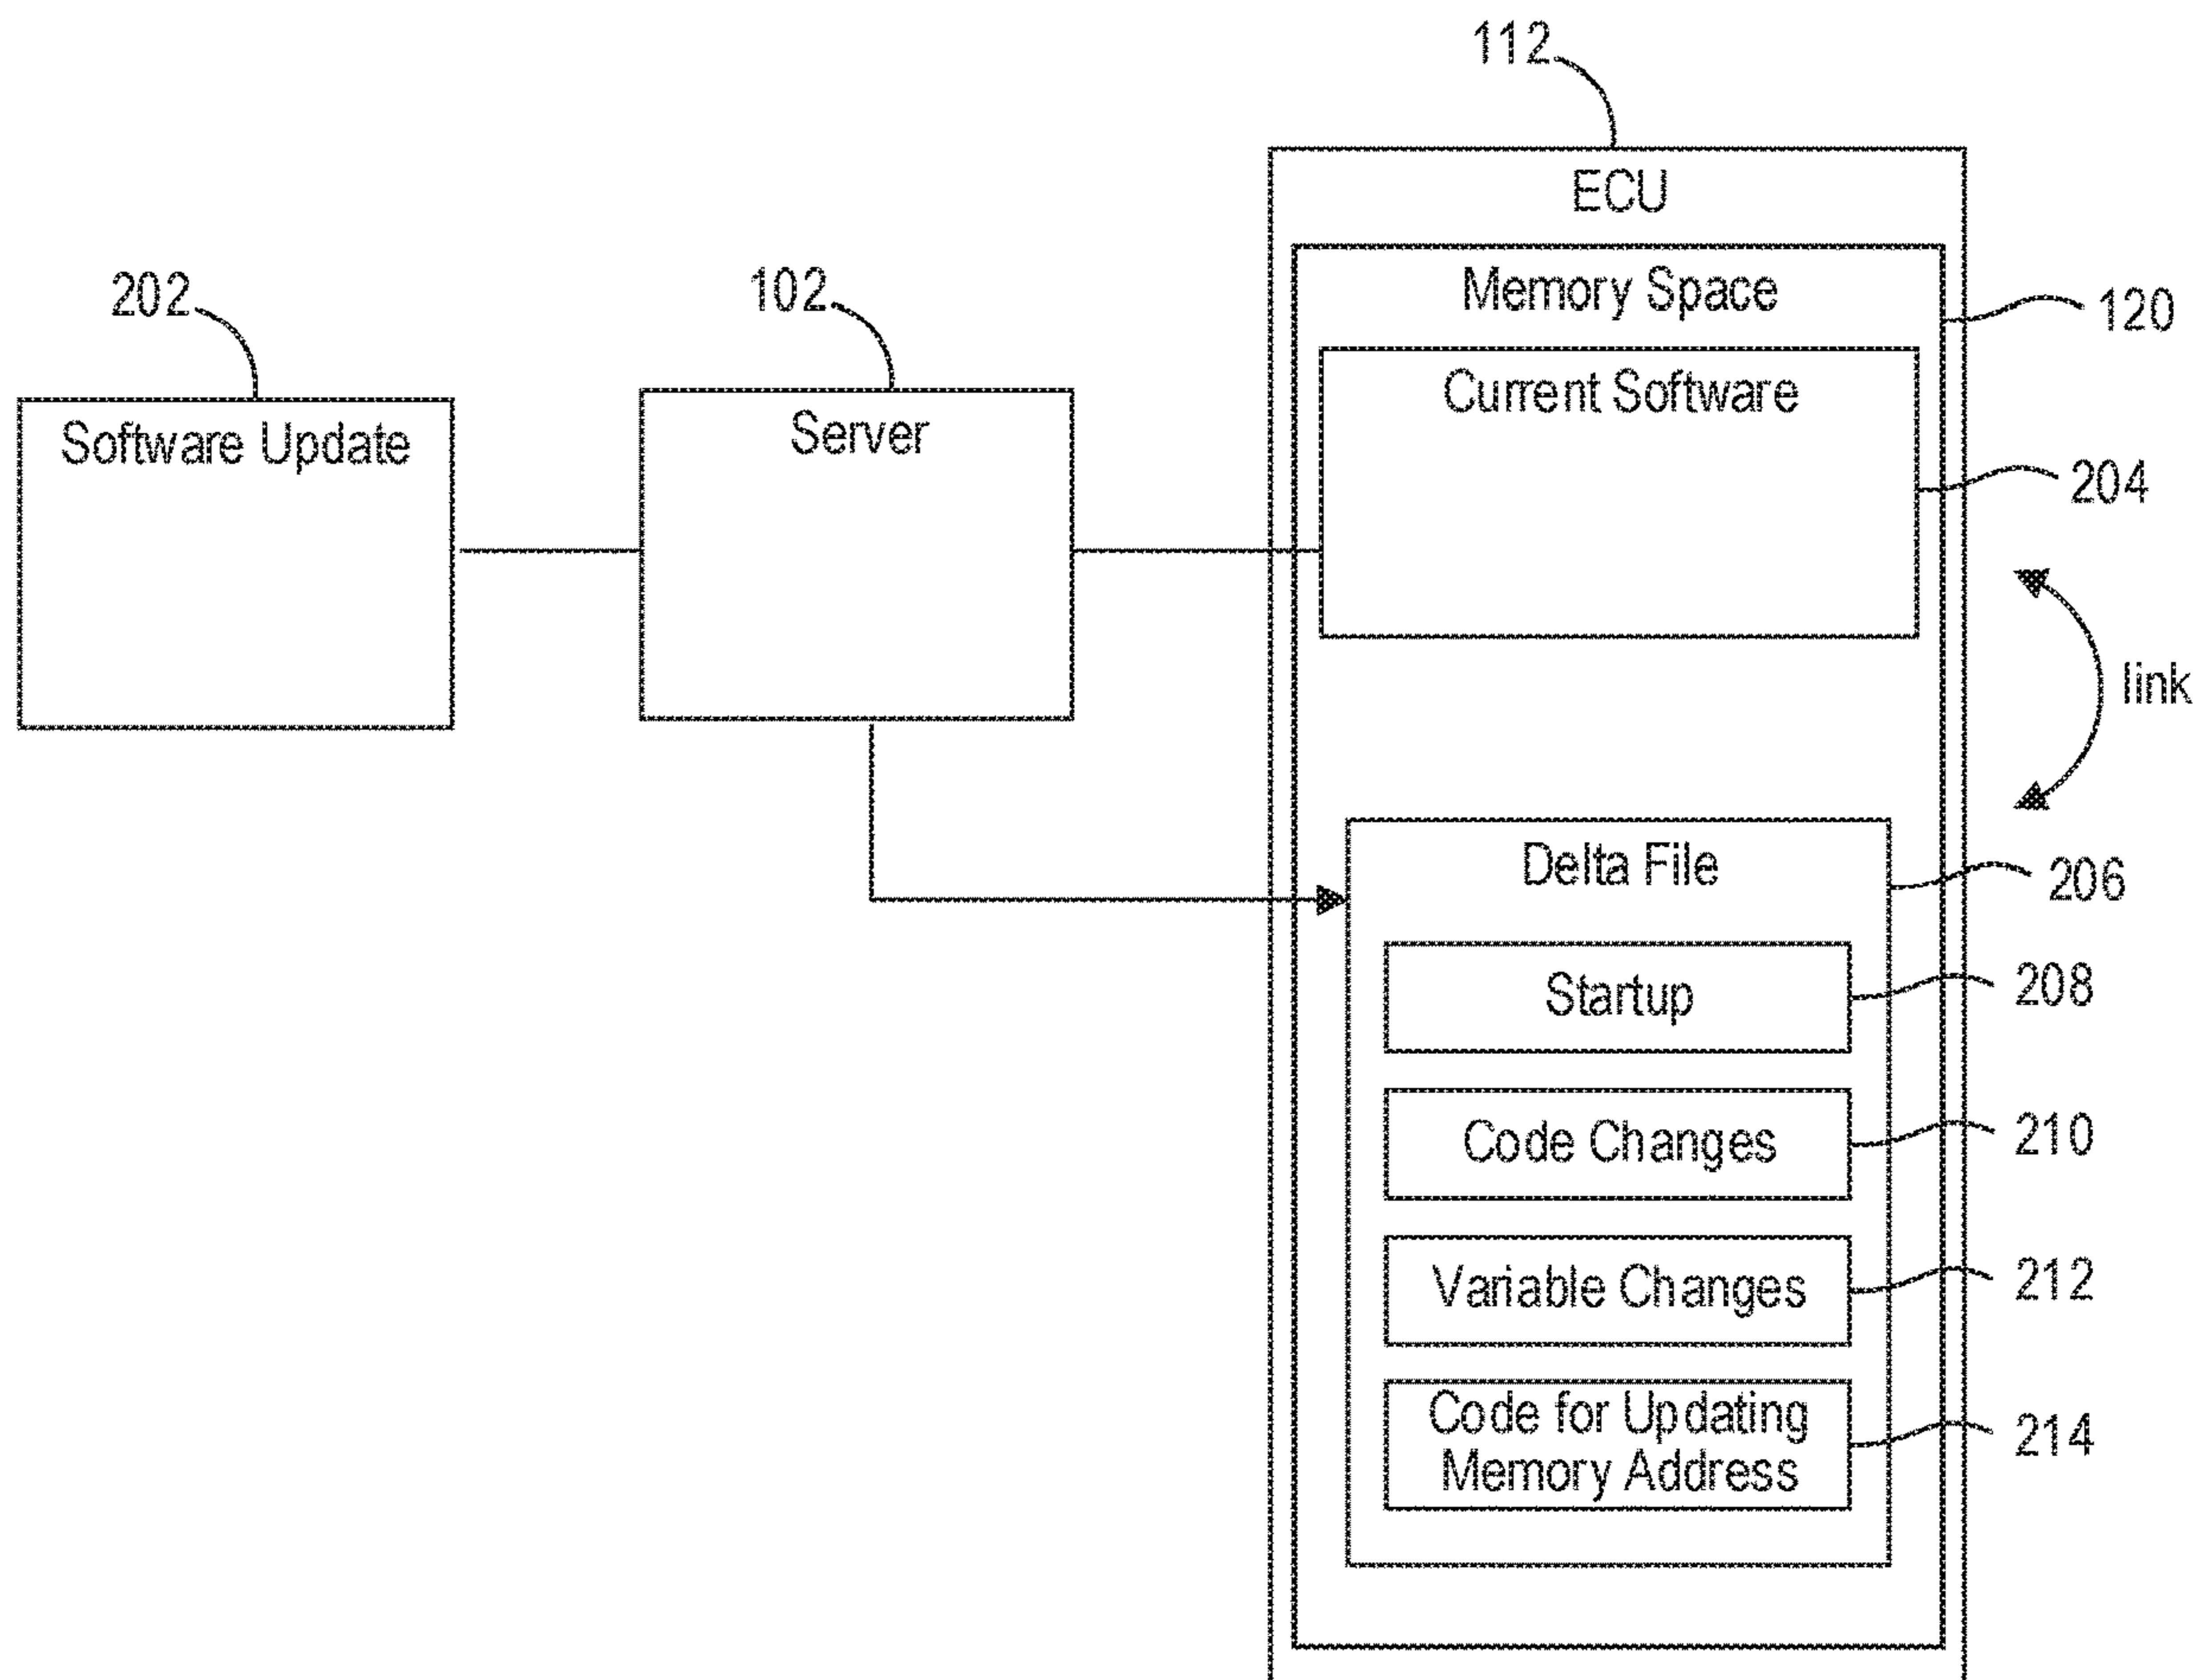 112
ECU
Memory Space
120
202
102
Current Software
Software Update
Server
204
link
Delta File
206
Startup
208
Code Changes
210
Variable Changes
212
Code for Updating
Memory Address
214